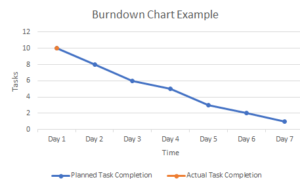 Burndown Chart Example
12
10
8
6
4
2
0
Tasks
Day 1 Day 2 Day 3 Day 4 Day 5 Day 6 Day 7
Time
Planned Task Completion Actual Task Completion